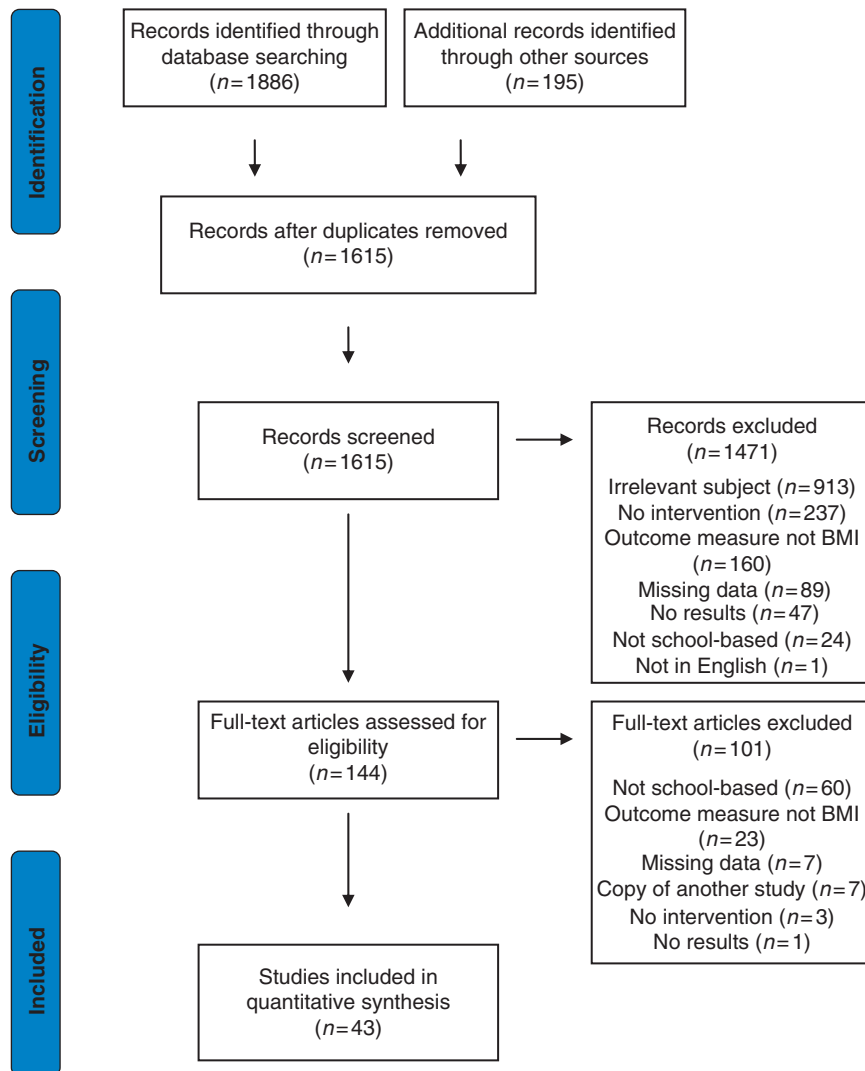 Identification
Records identified through
database searching
(n=1886)
Additional records identified
through other sources
(n=195)
Records after duplicates removed
(n=1615)
Screening
Records screened
(n=1615)
Records excluded
(n=1471)
Irrelevant subject (n=913)
No intervention (n=237)
Outcome measure not BMI
(n=160)
Missing data (n=89)
No results (n=47)
Not school-based (n=24)
Not in English (n=1)
Eligibility
Full-text articles assessed for
eligibility
(n=144)
Full-text articles excluded
(n=101)
Not school-based (n=60)
Outcome measure not BMI
(n=23)
Missing data (n=7)
Copy of another study (n=7)
No intervention (n=3)
No results (n=1)
Included
Studies included in
quantitative synthesis
(n=43)